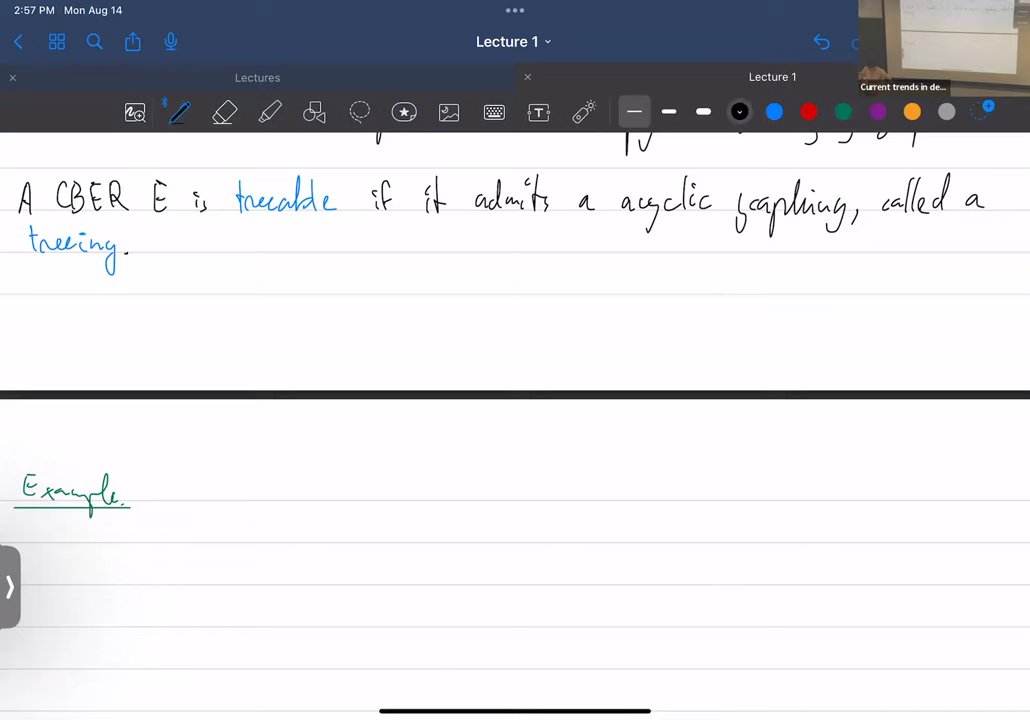 2:57 PM Mon Aug 14
Lecture 1
Lectures
Lecture 1
Current trends in de...
A CBER E is treeable if it admits a acyclic graphing, called a
treeing.
Example.